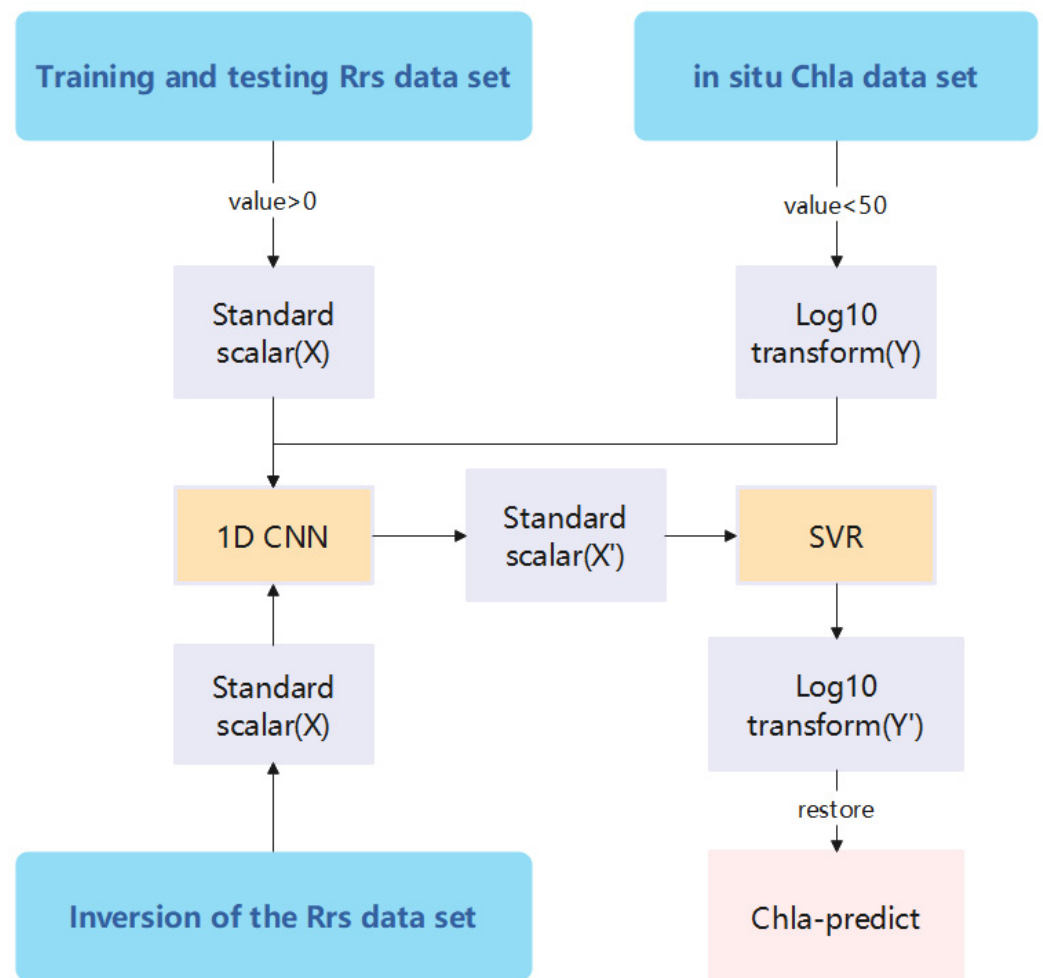 Training and testing Rrs data set
in situ Chla data set
value>0
value<50
Standard
scalar(X)
Log10
transform(Y)
1D CNN
Standard
scalar(X')
SVR
Standard
scalar(X)
Log10
transform(Y')
restore
Inversion of the Rrs data set
Chla-predict